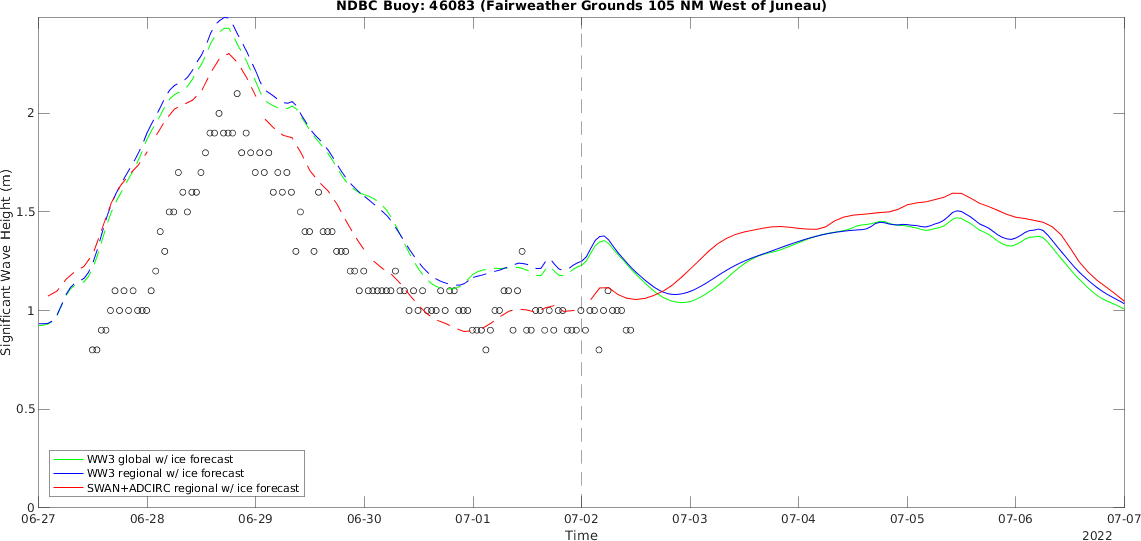 NDBC Buoy: 46083 (Fairweather Grounds 105 NM West of Juneau)
Significant Wave Height (m)
2
1.5
1
0.5
0
WW3 global w/ ice forecast
WW3 regional w/ ice forecast
SWAN+ADCIRC regional w/ ice forecast
06-27 06-28 06-29 06-30 07-01 07-02 07-03 07-04 07-05 07-06 07-07
Time
2022